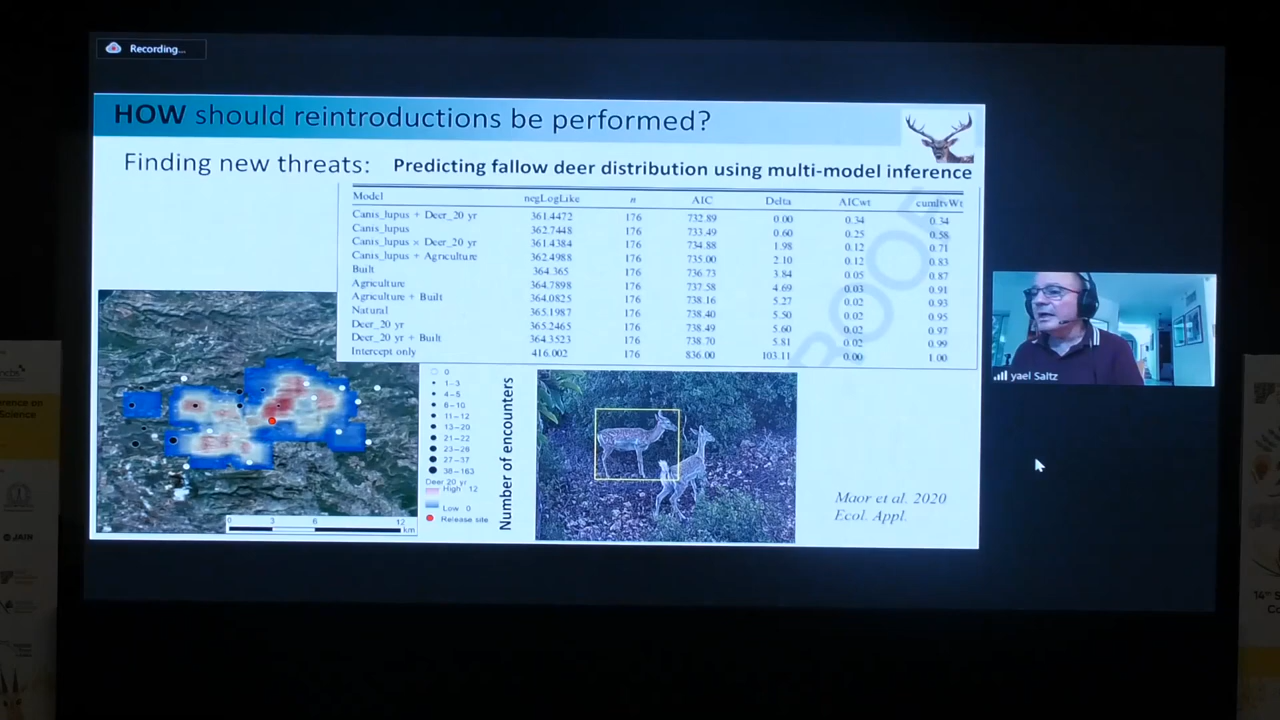 Recording...
HOW should reintroductions be performed?
Finding new threats: Predicting fallow deer distribution using multi-model inference
Model negLogLike n AIC Delta AICwt cumltvWt
Canis_lupus + Deer_20 yr 361.4472 176 732.89 0.00 0.34 0.34
Canis_lupus 362.7448 176 733.49 0.60 0.25 0.58
Canis_lupus × Deer_20 yr 361.4384 176 734.88 1.98 0.12 0.71
Canis_lupus + Agriculture 362.4988 176 735.00 2.10 0.12 0.83
Built 364.365 176 736.73 3.84 0.05 0.87
Agriculture 364.7898 176 737.58 4.69 0.03 0.91
Agriculture + Built 364.0825 176 738.16 5.27 0.02 0.93
Natural 365.1987 176 738.40 5.50 0.02 0.95
Deer_20 yr 365.2465 176 738.49 5.60 0.02 0.97
Deer_20 yr + Built 364.3523 176 738.70 5.81 0.02 0.99
Intercept only 416.002 176 836.00 103.11 0.00 1.00
Number of encounters
0
1–3
4–5
6–10
11–12
13–20
21–22
23–26
27–37
38–163
Deer 20 yr
High 12
Low 0
Release site
0 3 6 12
km
Maor et al. 2020
Ecol. Appl.
yael Saltz
JAIN
14th S